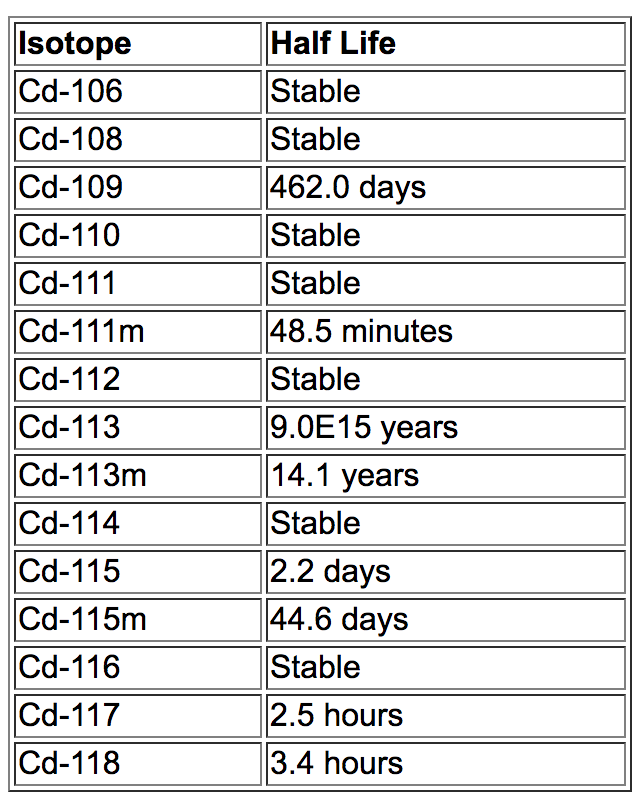 Isotope Half Life
Cd-106 Stable
Cd-108 Stable
Cd-109 462.0 days
Cd-110 Stable
Cd-111 Stable
Cd-111m 48.5 minutes
Cd-112 Stable
Cd-113 9.0E15 years
Cd-113m 14.1 years
Cd-114 Stable
Cd-115 2.2 days
Cd-115m 44.6 days
Cd-116 Stable
Cd-117 2.5 hours
Cd-118 3.4 hours